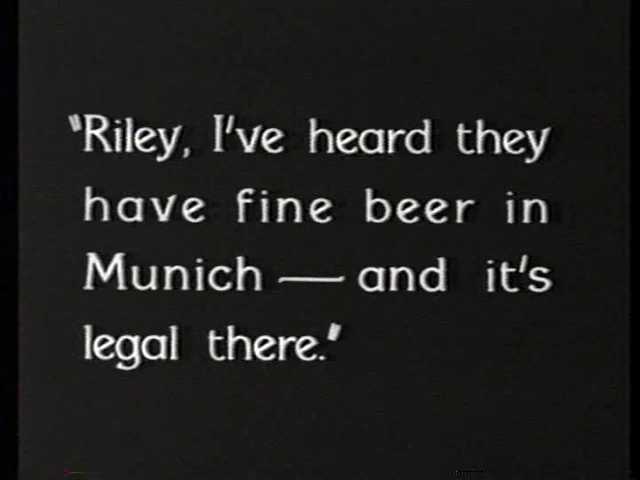 "Riley, I've heard they
have fine beer in
Munich — and it's
legal there."